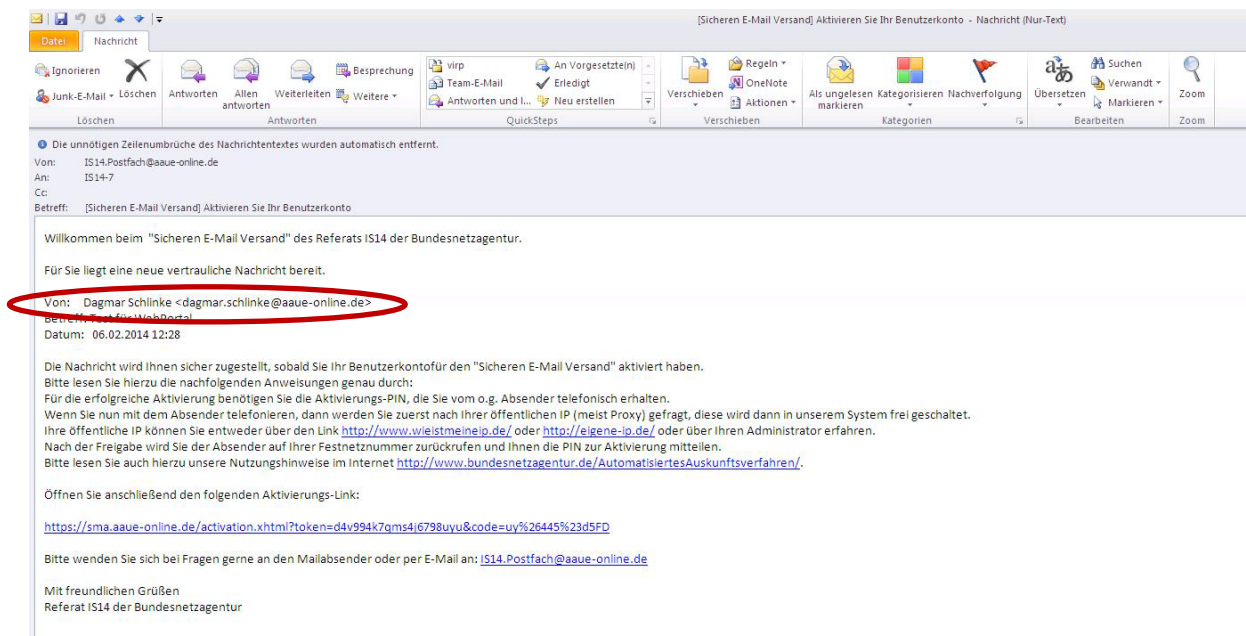 [Sicheren E-Mail Versand] Aktivieren Sie Ihr Benutzerkonto - Nachricht (Nur-Text)
Datei Nachricht
Ignorieren
Junk-E-Mail
Löschen
Löschen
Antworten
Allen antworten
Weiterleiten
Besprechung
Weitere
Antworten
virp
Team-E-Mail
Antworten und l...
An Vorgesetzte(n)
Erledigt
Neu erstellen
QuickSteps
Verschieben
Regeln
OneNote
Aktionen
Verschieben
Als ungelesen markieren
Kategorisieren
Nachverfolgung
Kategorien
Übersetzen
Suchen
Verwandt
Markieren
Bearbeiten
Zoom
Zoom
Die unnötigen Zeilenumbrüche des Nachrichtentextes wurden automatisch entfernt.
Von: IS14.Postfach@aaue-online.de
An: IS14-7
Cc:
Betreff: [Sicheren E-Mail Versand] Aktivieren Sie Ihr Benutzerkonto
Willkommen beim "Sicheren E-Mail Versand" des Referats IS14 der Bundesnetzagentur.
Für Sie liegt eine neue vertrauliche Nachricht bereit.
Von: Dagmar Schlinke <dagmar.schlinke@aaue-online.de>
Betreff: Test für WebPortal
Datum: 06.02.2014 12:28
Die Nachricht wird Ihnen sicher zugestellt, sobald Sie Ihr Benutzerkontofür den "Sicheren E-Mail Versand" aktiviert haben.
Bitte lesen Sie hierzu die nachfolgenden Anweisungen genau durch:
Für die erfolgreiche Aktivierung benötigen Sie die Aktivierungs-PIN, die Sie vom o.g. Absender telefonisch erhalten.
Wenn Sie nun mit dem Absender telefonieren, dann werden Sie zuerst nach Ihrer öffentlichen IP (meist Proxy) gefragt, diese wird dann in unserem System frei geschaltet.
Ihre öffentliche IP können Sie entweder über den Link http://www.wieistmeineip.de/ oder http://eigene-ip.de/ oder über Ihren Administrator erfahren.
Nach der Freigabe wird Sie der Absender auf Ihrer Festnetznummer zurückrufen und Ihnen die PIN zur Aktivierung mitteilen.
Bitte lesen Sie auch hierzu unsere Nutzungshinweise im Internet http://www.bundesnetzagentur.de/AutomatisiertesAuskunftsverfahren/.
Öffnen Sie anschließend den folgenden Aktivierungs-Link:
https://sma.aaue-online.de/activation.xhtml?token=d4v994k7qms4j6798uyu&code=uy%26445%23d5FD
Bitte wenden Sie sich bei Fragen gerne an den Mailabsender oder per E-Mail an: IS14.Postfach@aaue-online.de
Mit freundlichen Grüßen
Referat IS14 der Bundesnetzagentur